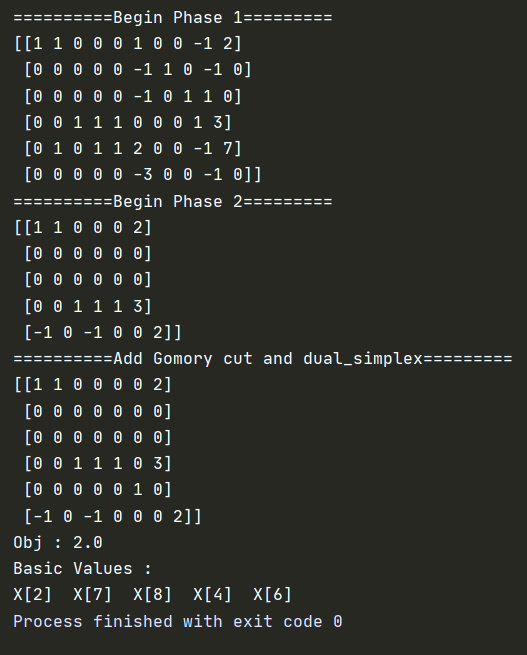 ==========Begin Phase 1=========
[[1 1 0 0 0 1 0 0 -1 2]
[0 0 0 0 0 -1 1 0 -1 0]
[0 0 0 0 0 -1 0 1 1 0]
[0 0 1 1 1 0 0 0 1 3]
[0 1 0 1 1 2 0 0 -1 7]
[0 0 0 0 0 -3 0 0 -1 0]]
==========Begin Phase 2=========
[[1 1 0 0 0 2]
[0 0 0 0 0 0]
[0 0 0 0 0 0]
[0 0 1 1 1 3]
[-1 0 -1 0 0 2]]
==========Add Gomory cut and dual_simplex=========
[[1 1 0 0 0 0 2]
[0 0 0 0 0 0 0]
[0 0 0 0 0 0 0]
[0 0 1 1 1 0 3]
[0 0 0 0 0 1 0]
[-1 0 -1 0 0 0 2]]
Obj : 2.0
Basic Values :
X[2]  X[7]  X[8]  X[4]  X[6]
Process finished with exit code 0